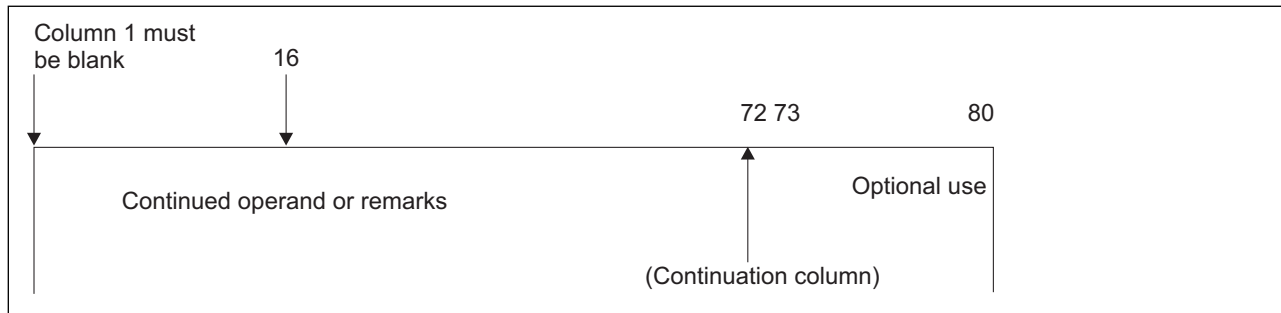 Column 1 must
be blank
16
72 73
80
Continued operand or remarks
Optional use
(Continuation column)